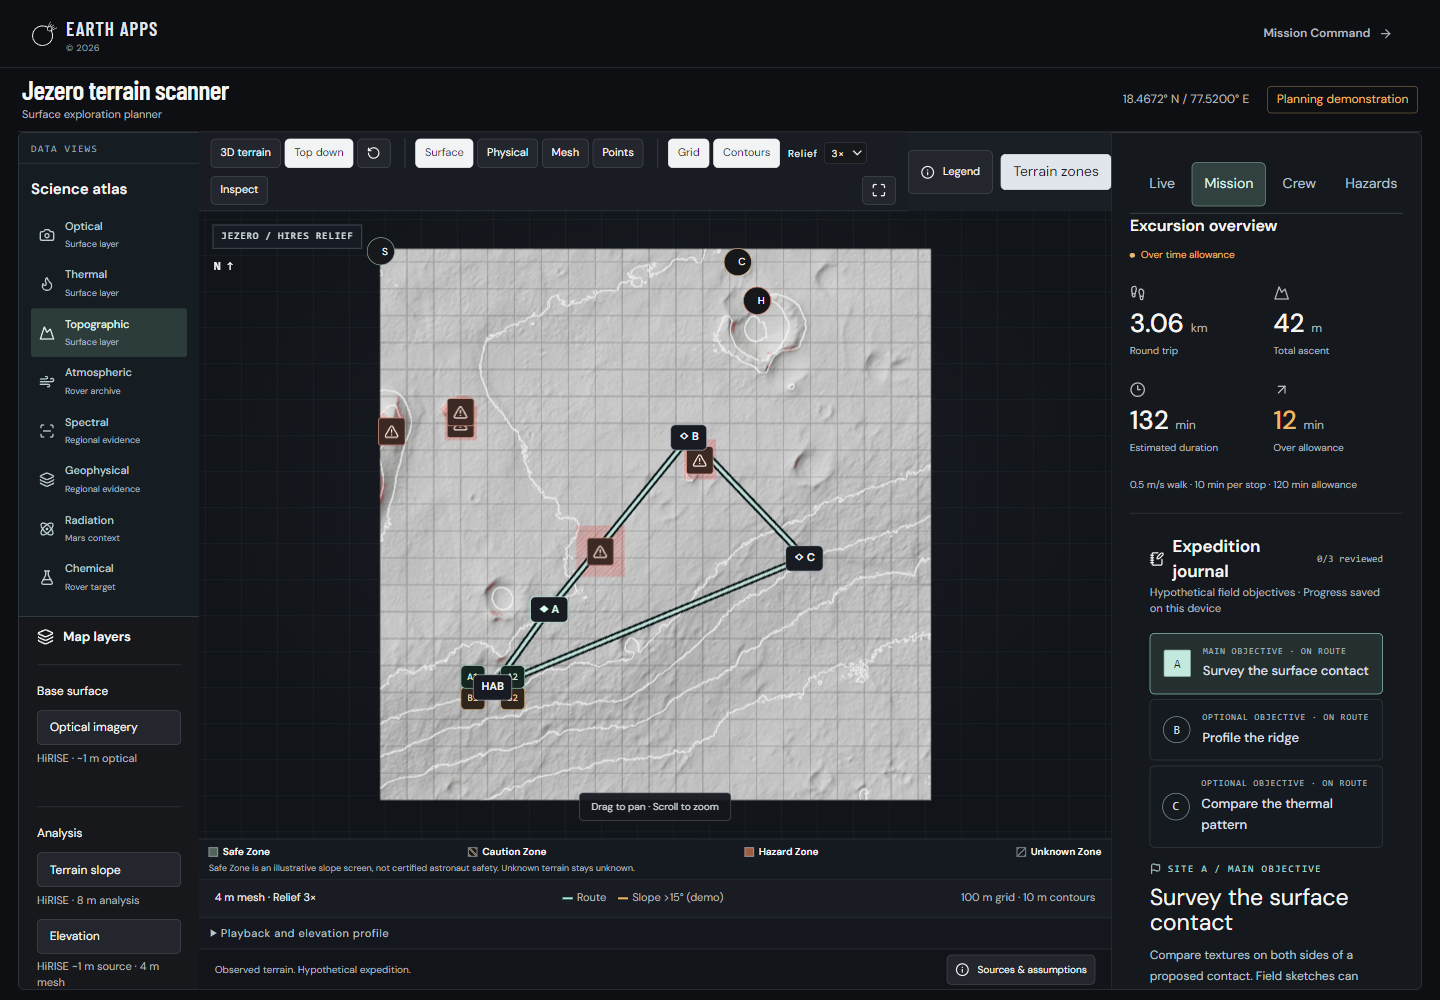 EARTH APPS
© 2026
Mission Command →
Jezero terrain scanner
Surface exploration planner
18.4672° N / 77.5200° E
Planning demonstration
DATA VIEWS
Science atlas
Optical
Surface layer
Thermal
Surface layer
Topographic
Surface layer
Atmospheric
Rover archive
Spectral
Regional evidence
Geophysical
Regional evidence
Radiation
Mars context
Chemical
Rover target
Map layers
Base surface
Optical imagery
HiRISE · ~1 m optical
Analysis
Terrain slope
HiRISE · 8 m analysis
Elevation
HiRISE ~1 m source · 4 m
mesh
3D terrain
Top down
Surface
Physical
Mesh
Points
Grid
Contours
Relief
3×
Inspect
Legend
Terrain zones
JEZERO / HIRES RELIEF
N ↑
S
C
H
B
C
A
A2
HAB
Drag to pan · Scroll to zoom
Safe Zone
Caution Zone
Hazard Zone
Unknown Zone
Safe Zone is an illustrative slope screen, not certified astronaut safety. Unknown terrain stays unknown.
4 m mesh · Relief 3×
Route
Slope >15° (demo)
100 m grid · 10 m contours
Playback and elevation profile
Observed terrain. Hypothetical expedition.
Sources & assumptions
Live
Mission
Crew
Hazards
Excursion overview
Over time allowance
3.06 km
Round trip
42 m
Total ascent
132 min
Estimated duration
12 min
Over allowance
0.5 m/s walk · 10 min per stop · 120 min allowance
Expedition
journal
0/3 reviewed
Hypothetical field objectives · Progress saved
on this device
A
MAIN OBJECTIVE · ON ROUTE
Survey the surface contact
B
OPTIONAL OBJECTIVE · ON ROUTE
Profile the ridge
C
OPTIONAL OBJECTIVE · ON ROUTE
Compare the thermal
pattern
SITE A / MAIN OBJECTIVE
Survey the surface
contact
Compare textures on both sides of a
proposed contact. Field sketches can